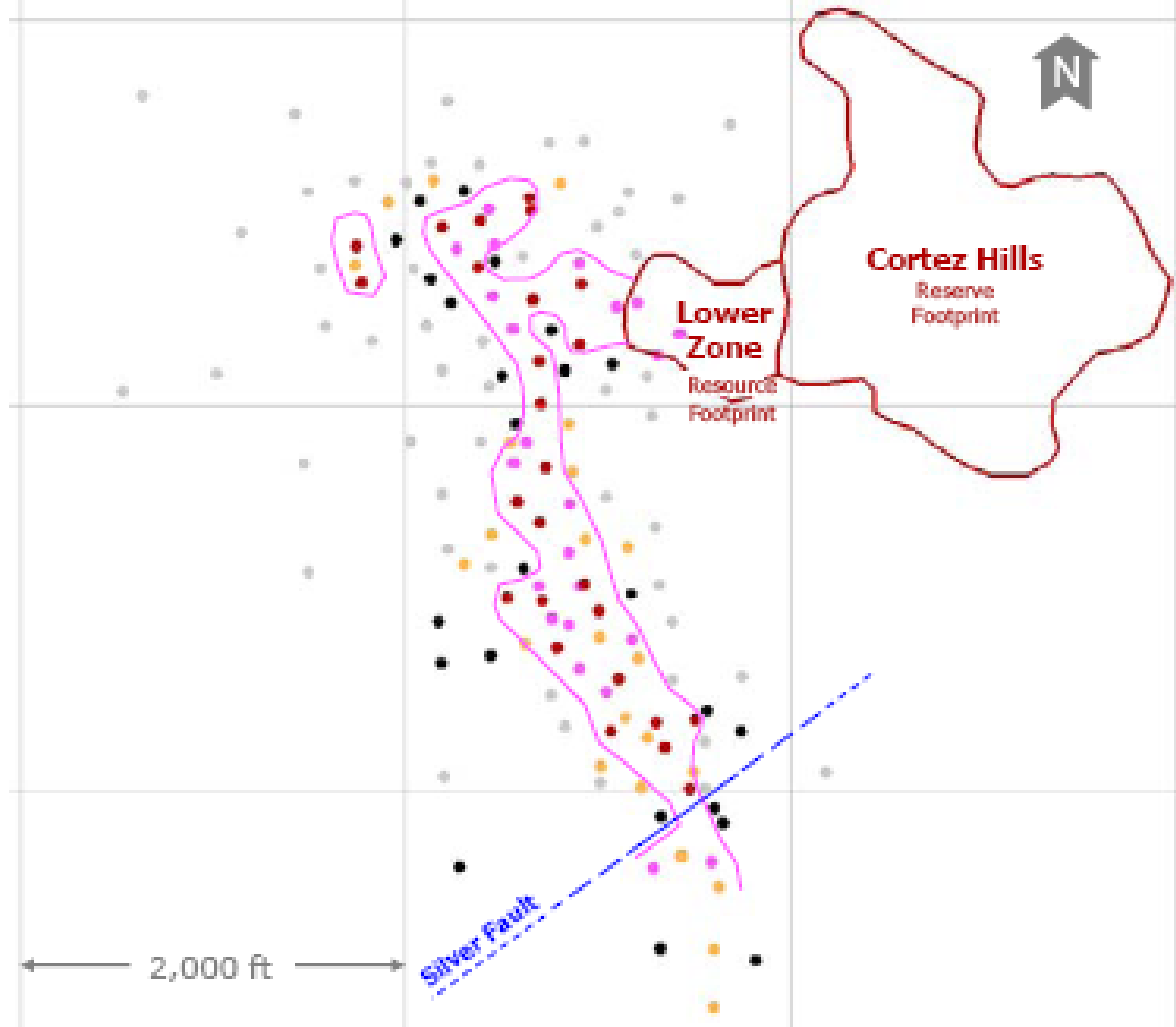 N
Cortez Hills
Reserve
Footprint
Lower
Zone
Resource
Footprint
Silver Fault
2,000 ft